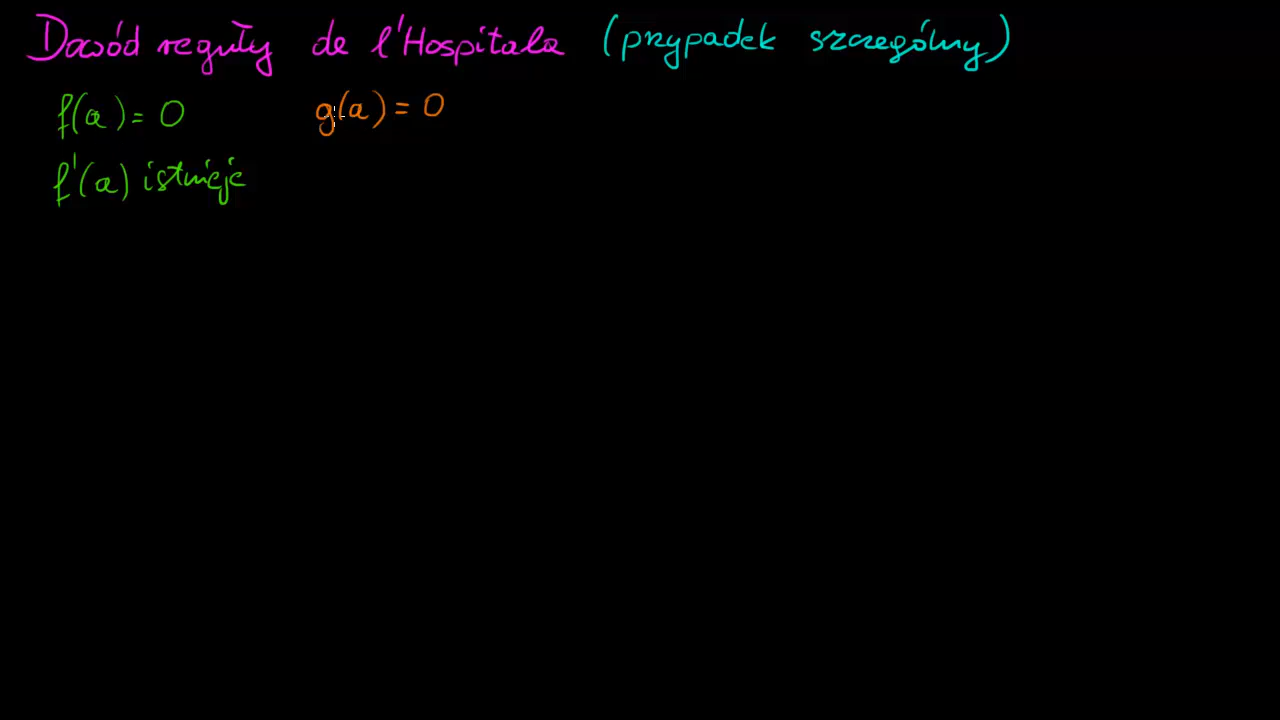 Dowód reguły de l'Hospitala (przypadek szczególny)
f(a) = 0 g(a) = 0
f'(a) istnieje